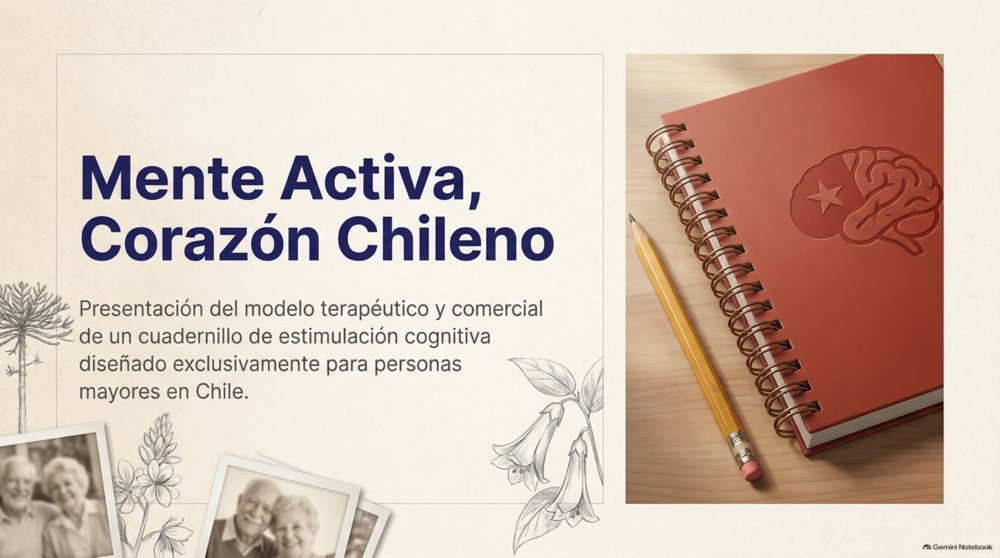 Mente Activa,
Corazón Chileno
Presentación del modelo terapéutico y comercial
de un cuadernillo de estimulación cognitiva
diseñado exclusivamente para personas
mayores en Chile.
Gemini Notebook